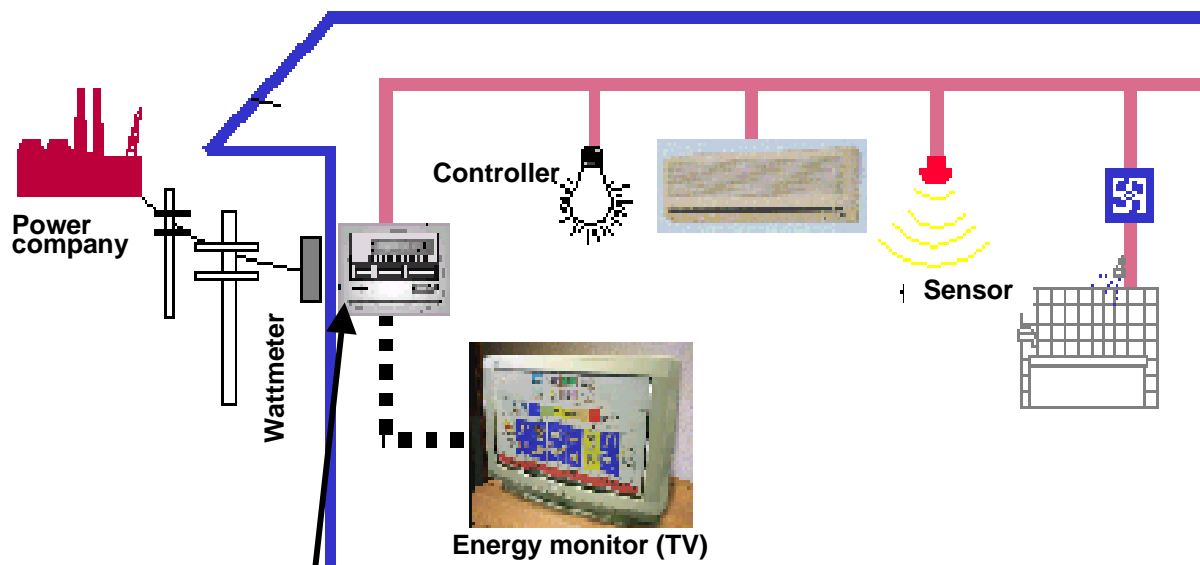 Controller
Power
company
Sensor
Wattmeter
Energy monitor (TV)